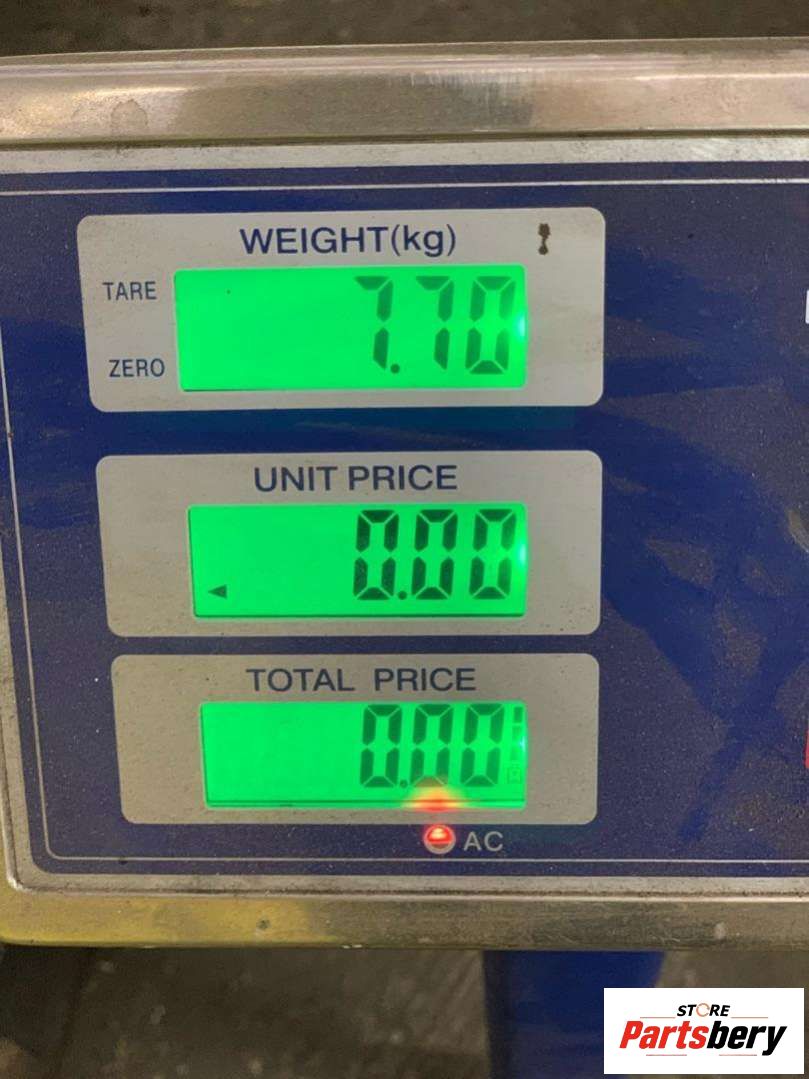 WEIGHT(kg)
TARE
7.70
ZERO
UNIT PRICE
0.00
TOTAL PRICE
0.00
AC
STORE
Partsbery